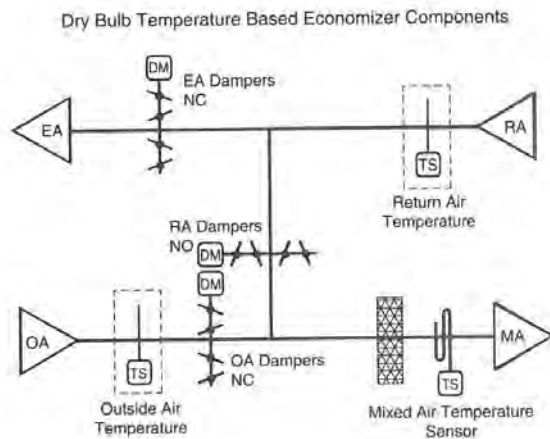 Dry Bulb Temperature Based Economizer Components
DM
EA Dampers
NC
EA
RA
TS
Return Air
Temperature
RA Dampers
NO
DM
DM
OA
TS
OA Dampers
NC
MA
TS
Outside Air
Temperature
Mixed Air Temperature
Sensor